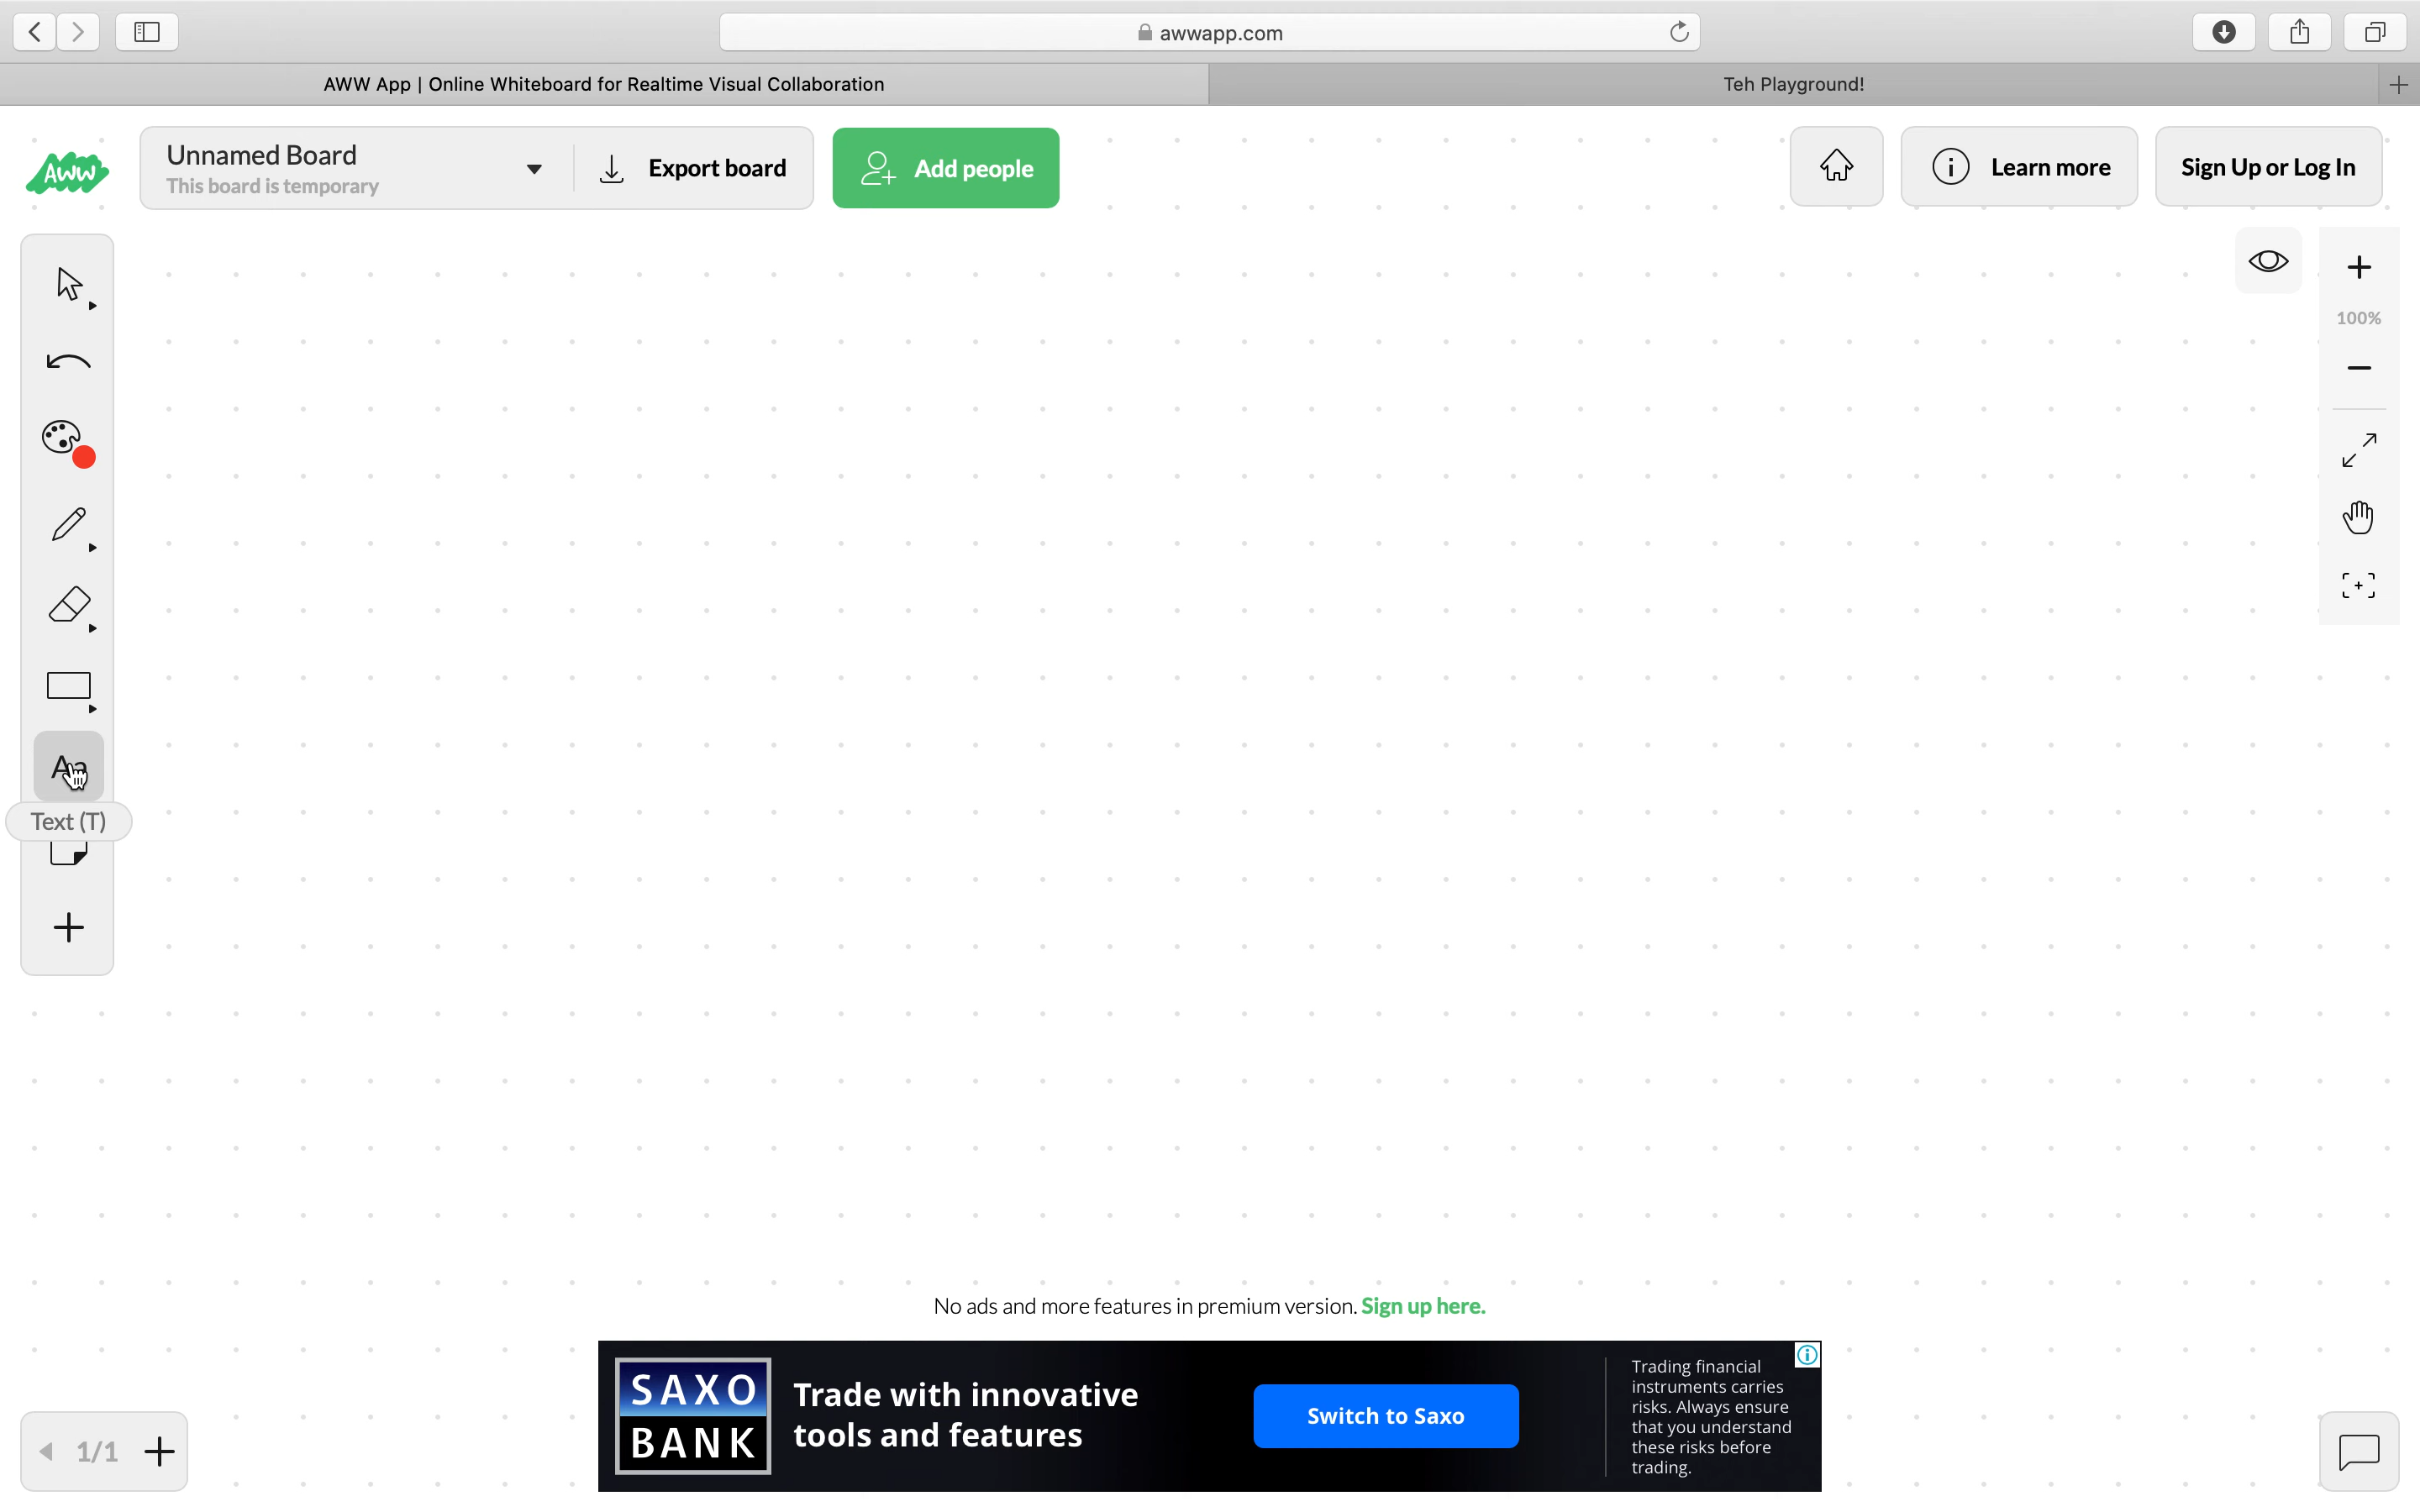 awwapp.com
AWW App | Online Whiteboard for Realtime Visual Collaboration
Teh Playground!
AWW
Unnamed Board
This board is temporary
Export board
Add people
Learn more
Sign Up or Log In
100%
Aa
Text (T)
No ads and more features in premium version. Sign up here.
SAXO
BANK
Trade with innovative
tools and features
Switch to Saxo
Trading financial
instruments carries
risks. Always ensure
that you understand
these risks before
trading.
1/1